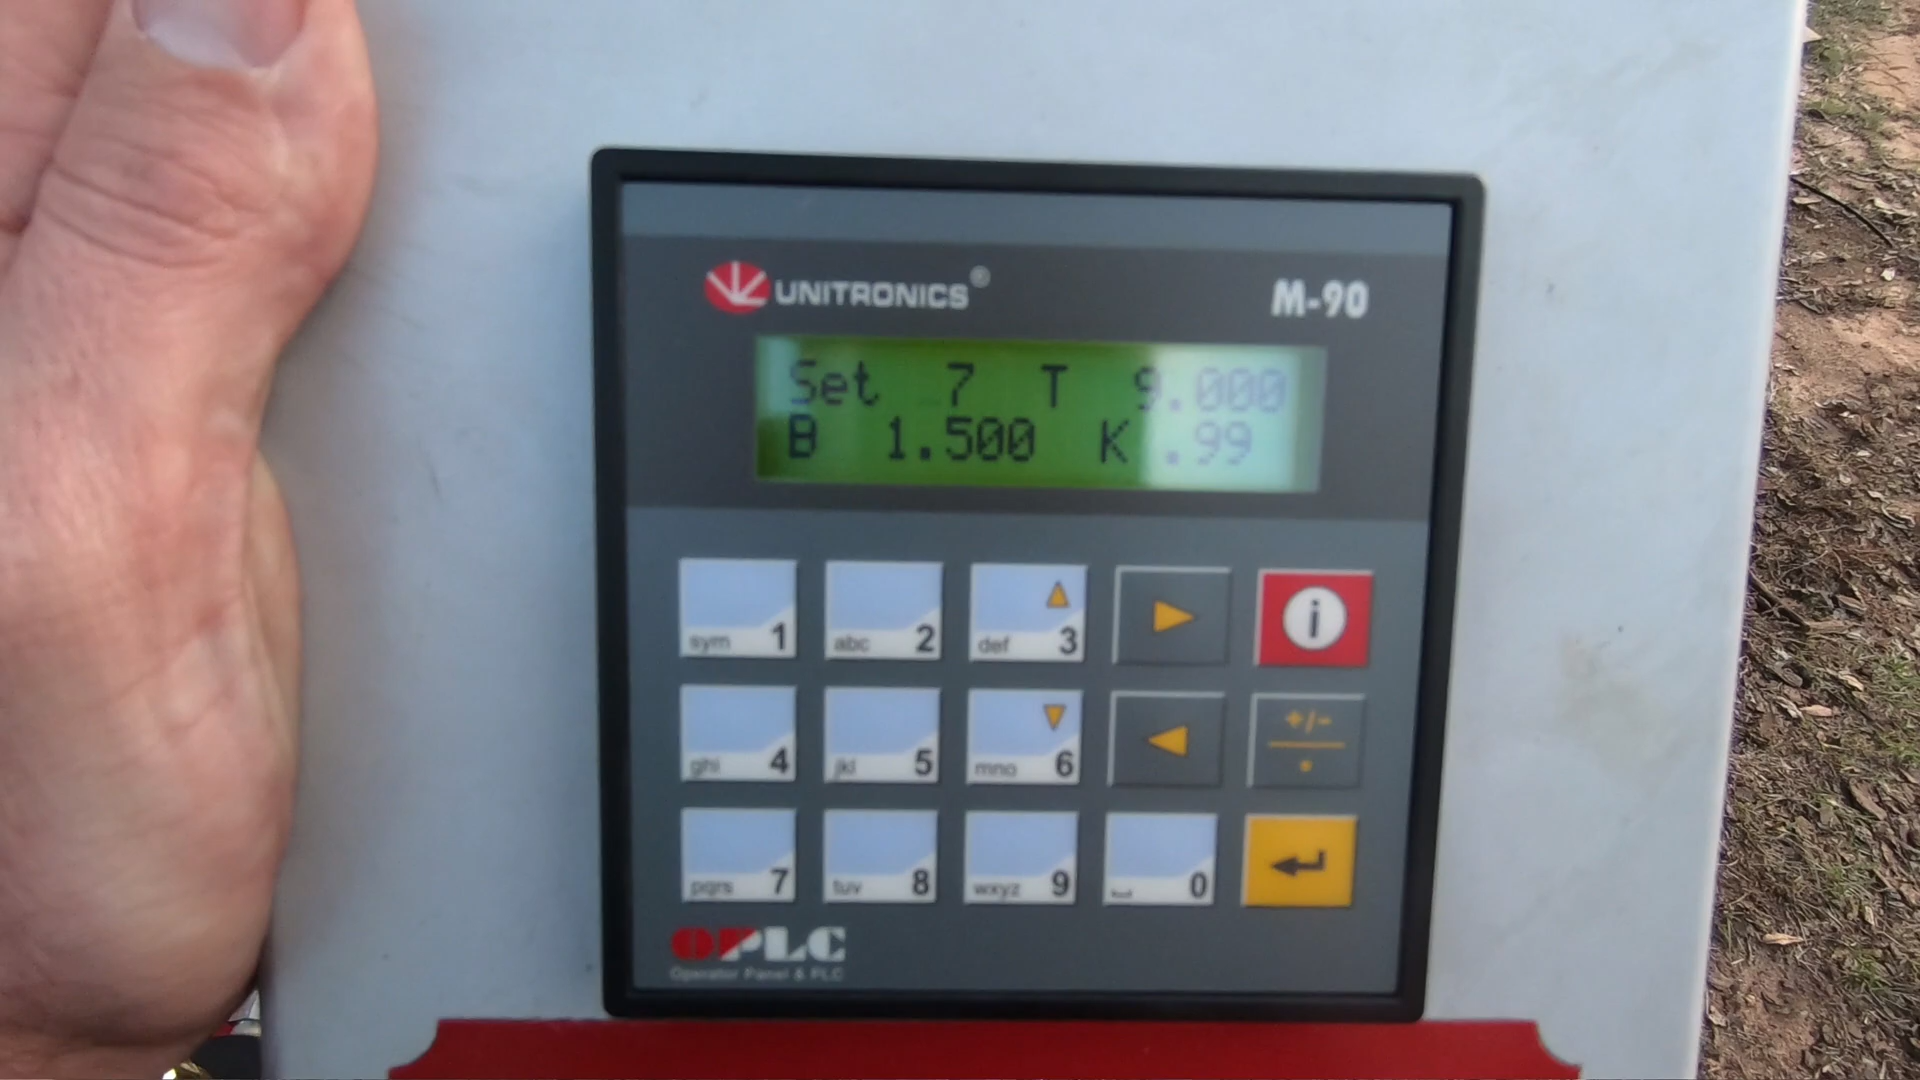 UNITRONICS® M-90
Set 7 T 9.000
B 1.500 K .99
sym 1 abc 2 def 3 i
ghi 4 jkl 5 mno 6 +/- .
pqrs 7 tuv 8 wxyz 9 0
OPLC
Operator Panel & PLC